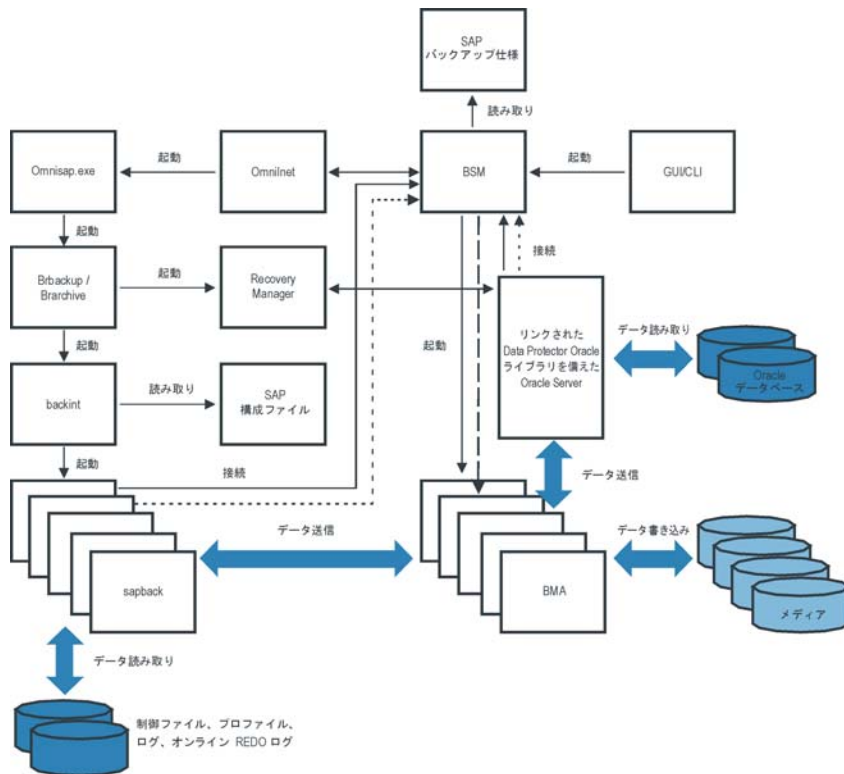 SAP
バックアップ仕様
読み取り
起動
起動
Omnisap.exe
OmniInet
BSM
GUI/CLI
起動
接続
起動
Brbackup /
Brarchive
Recovery
Manager
起動
起動
リンクされた
Data Protector Oracle
ライブラリを備えた
Oracle Server
データ読み取り
Oracle
データベース
読み取り
backint
SAP
構成ファイル
起動
接続
データ送信
データ送信
データ書き込み
sapback
BMA
メディア
データ読み取り
制御ファイル、プロファイル、
ログ、オンライン REDO ログ